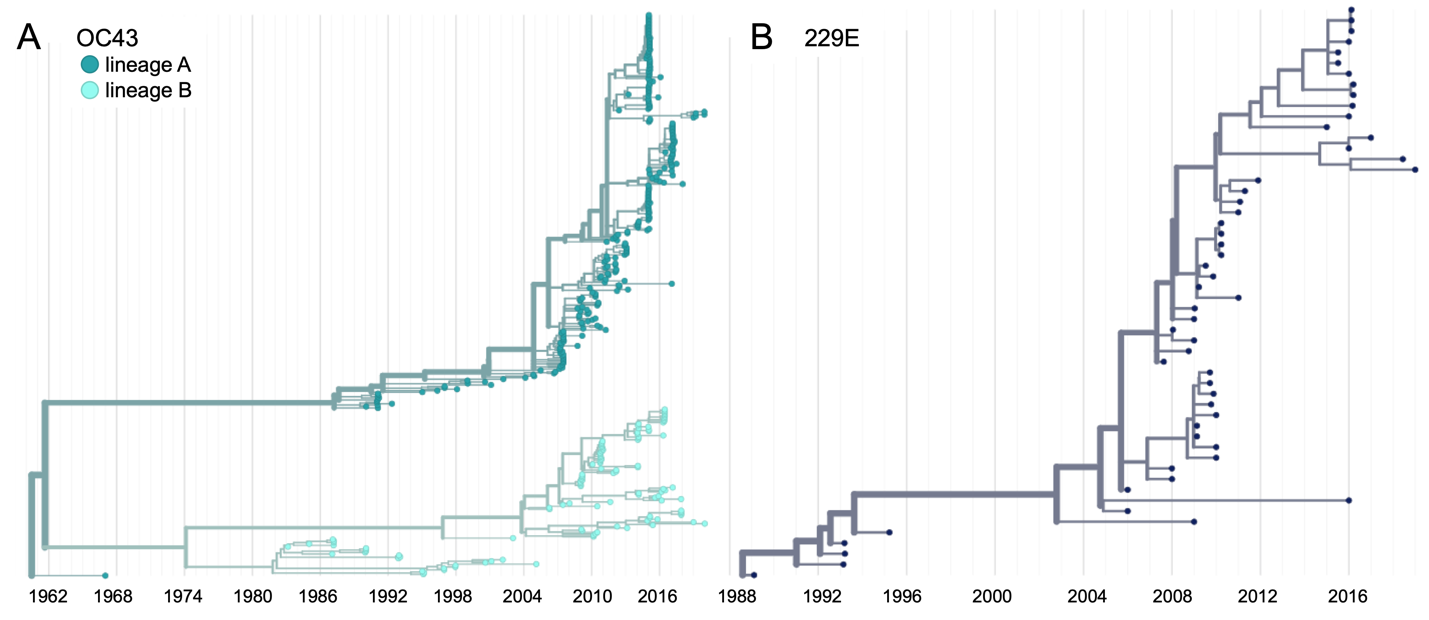 A
OC43
lineage A
lineage B
1962 1968 1974 1980 1986 1992 1998 2004 2010 2016
B
229E
1988 1992 1996 2000 2004 2008 2012 2016